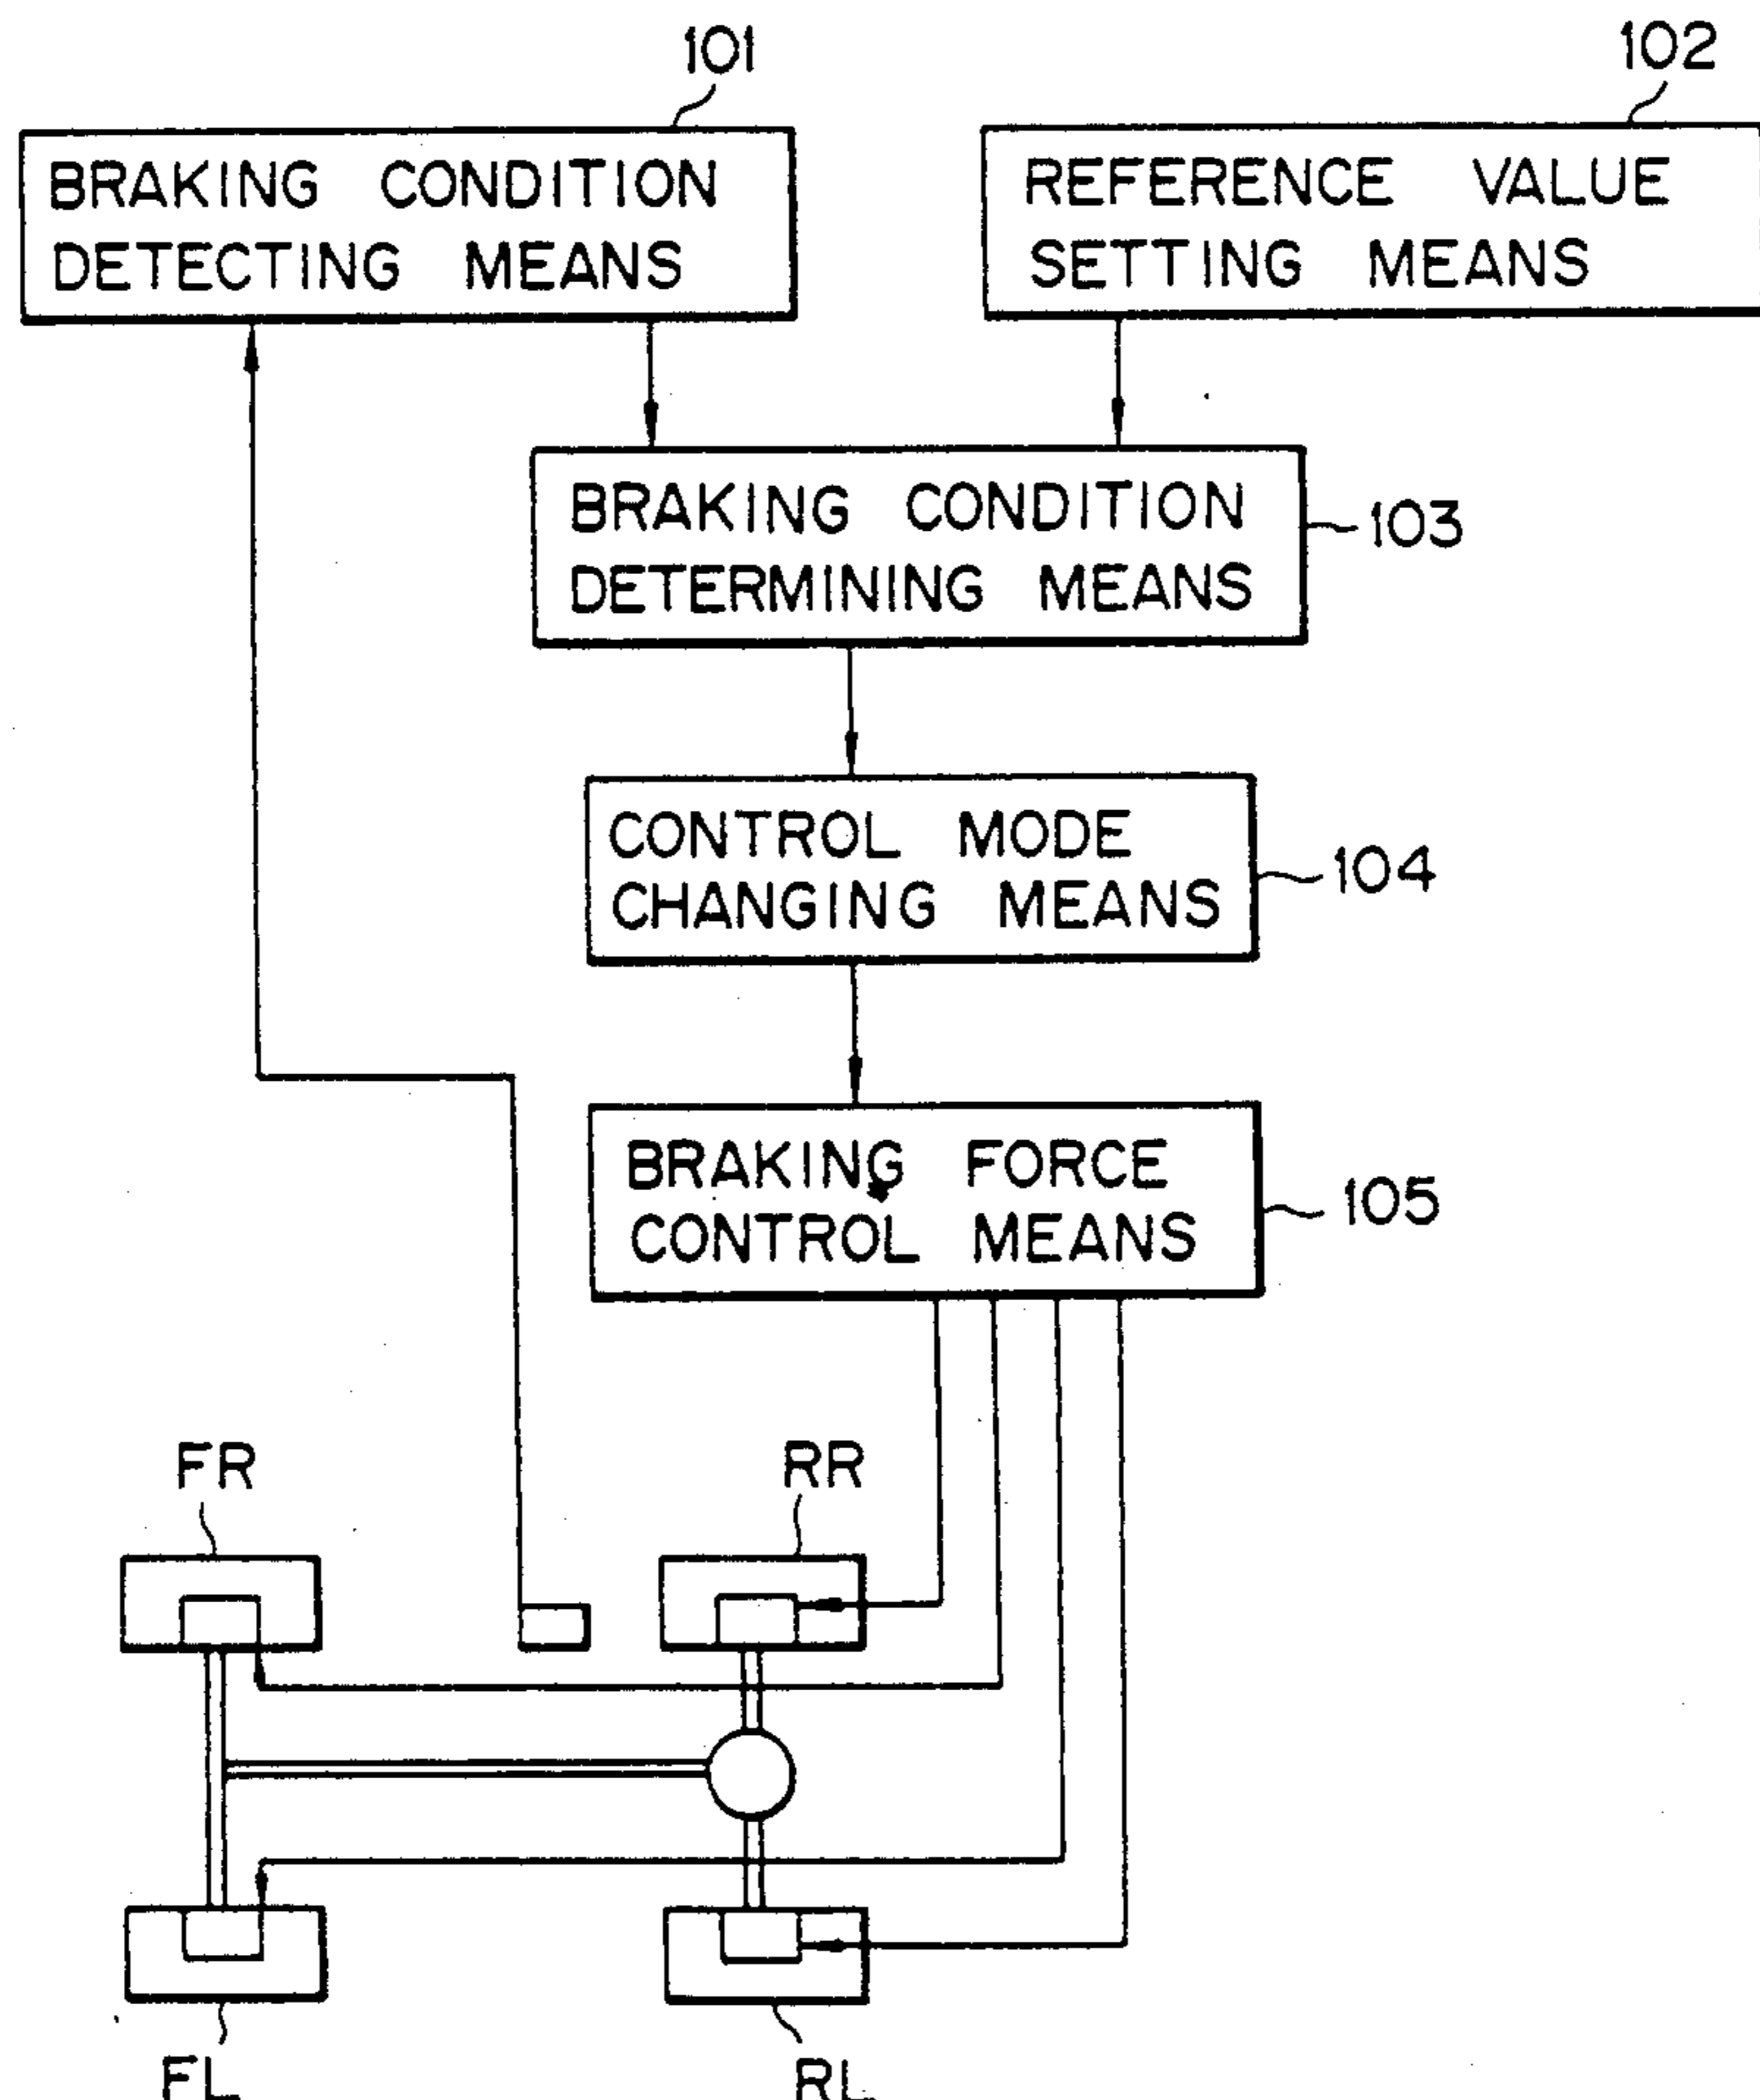 101
102
BRAKING CONDITION
DETECTING MEANS
REFERENCE VALUE
SETTING MEANS
BRAKING CONDITION
DETERMINING MEANS
103
CONTROL MODE
CHANGING MEANS
104
BRAKING FORCE
CONTROL MEANS
105
FR
RR
FL
RL